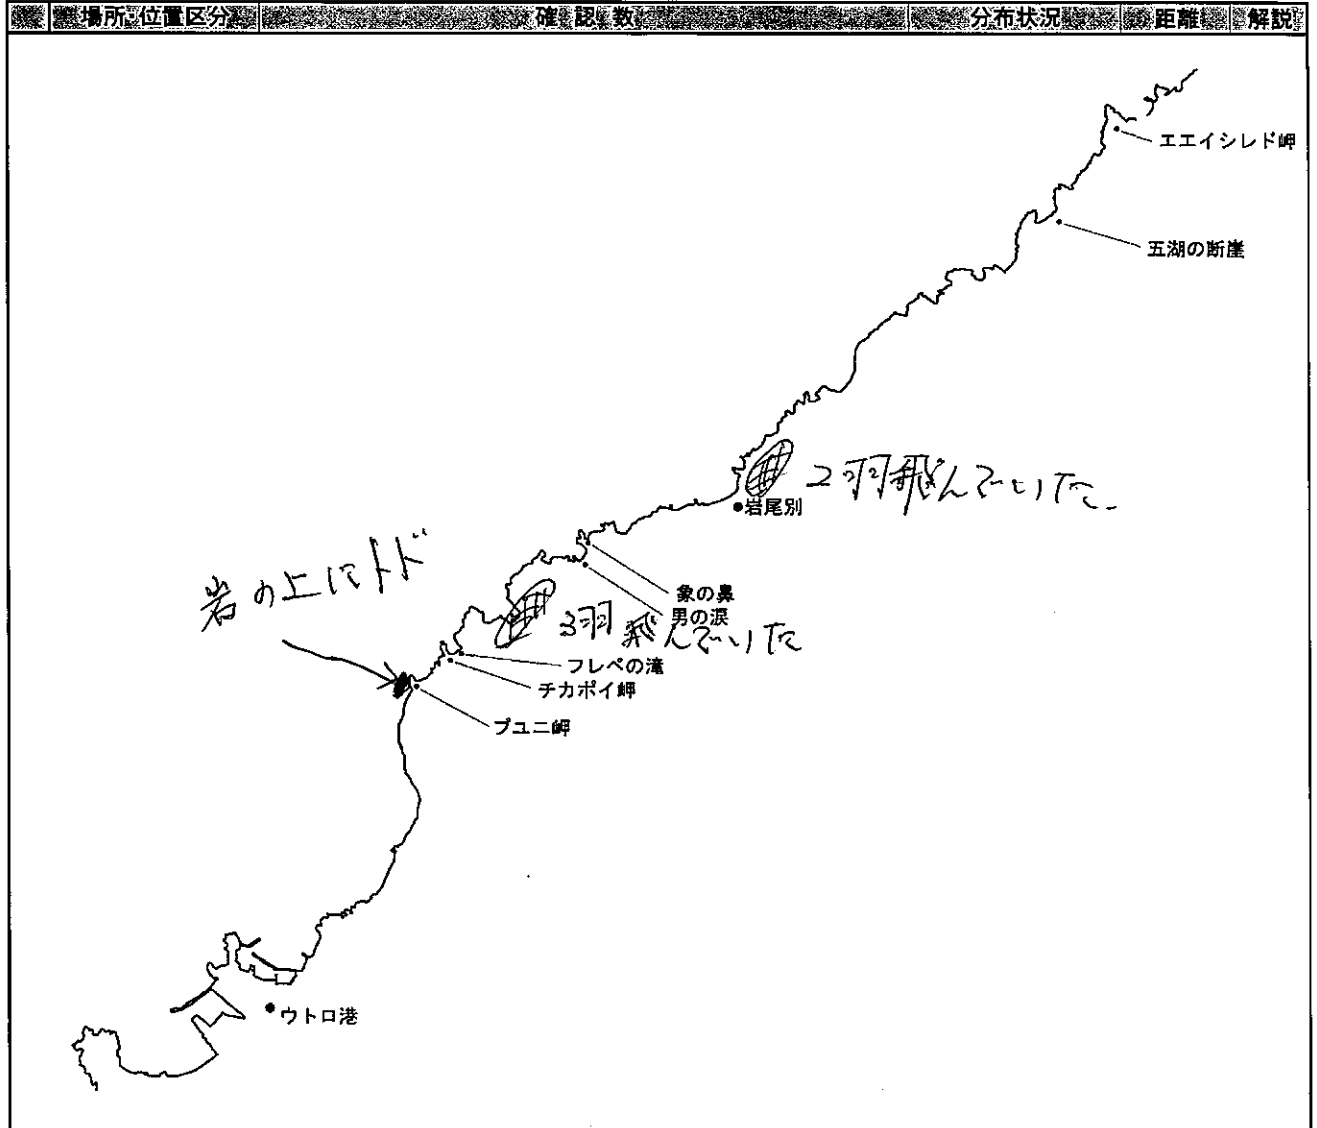 場所・位置区分 確認数 分布状況 距離 解説
エエイシレド岬
五湖の断崖
2羽飛んでいた.
岩尾別
岩の上にトド
象の鼻
男の涙
3羽飛んでいた
フレペの滝
チカポイ岬
プユニ岬
ウトロ港